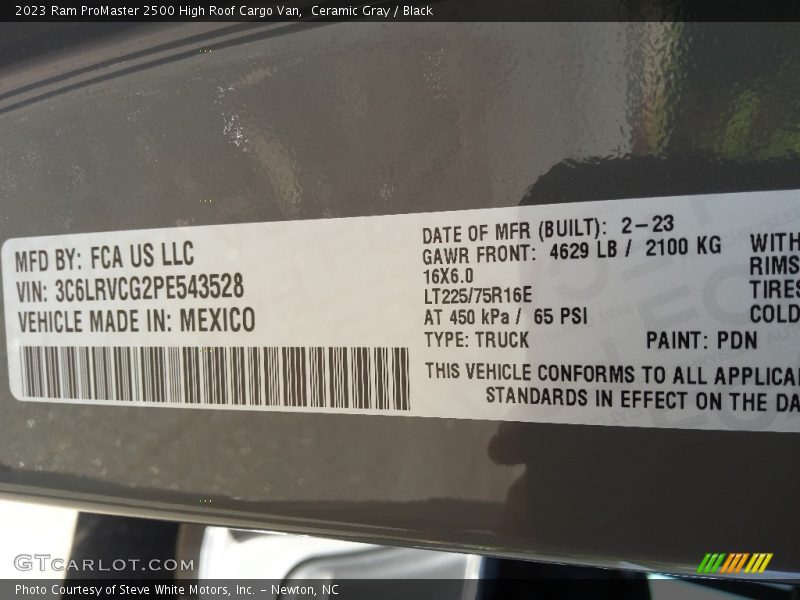 2023 Ram ProMaster 2500 High Roof Cargo Van,  Ceramic Gray / Black
MFD BY: FCA US LLC
VIN: 3C6LRVCG2PE543528
VEHICLE MADE IN: MEXICO
DATE OF MFR (BUILT): 2-23
GAWR FRONT: 4629 LB / 2100 KG
16X6.0
LT225/75R16E
AT 450 kPa / 65 PSI
TYPE: TRUCK PAINT: PDN
THIS VEHICLE CONFORMS TO ALL APPLICA
STANDARDS IN EFFECT ON THE DA
WITH
RIMS
TIRES
COLD
GTCARLOT.COM
Photo Courtesy of Steve White Motors, Inc. - Newton, NC